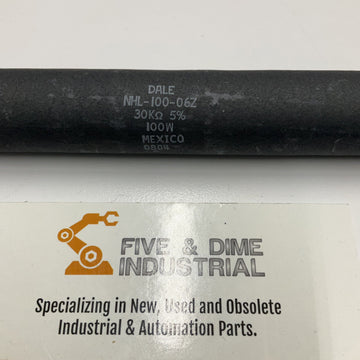 DALE
NHL-100-06Z
30KΩ 5%
100W
MEXICO
0804
FIVE & DIME
INDUSTRIAL
Specializing in New, Used and Obsolete
Industrial & Automation Parts.